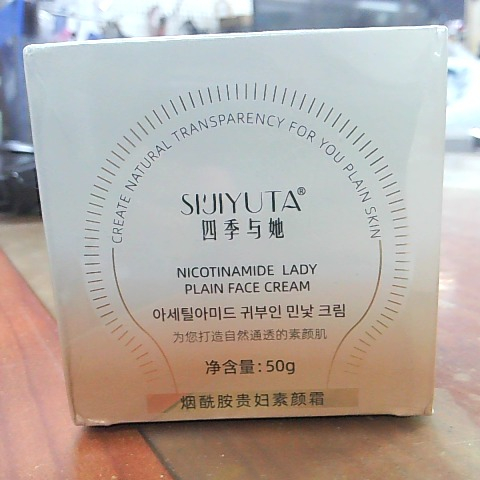 CREATE NATURAL TRANSPARENCY FOR YOU PLAIN SKIN
SIJIYUTA®
四季与她
NICOTINAMIDE LADY
PLAIN FACE CREAM
아세틸아미드 귀부인 민낯 크림
为您打造自然通透的素颜肌
净含量:50g
烟酰胺贵妇素颜霜